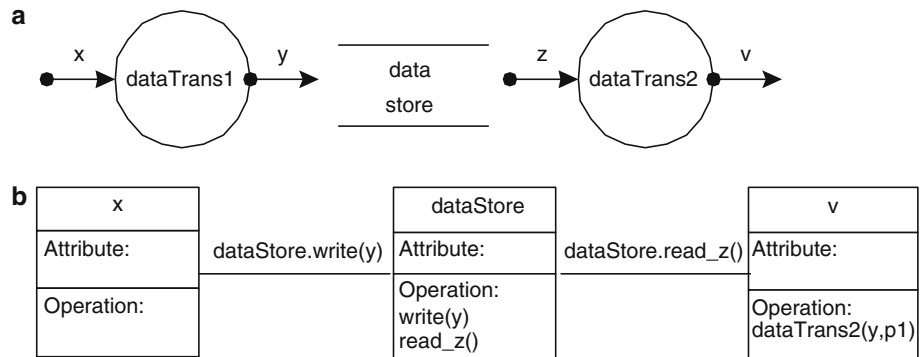 a
x
dataTrans1
y
data
store
z
dataTrans2
v
b
x
Attribute:
Operation:
dataStore.write(y)
dataStore
Attribute:
Operation:
write(y)
read_z()
dataStore.read_z()
v
Attribute:
Operation:
dataTrans2(y,p1)